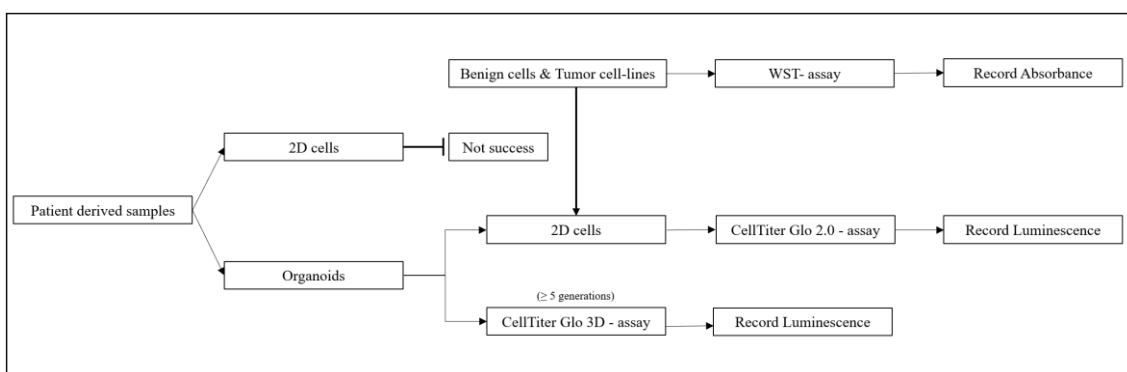 Benign cells & Tumor cell-lines
WST- assay
Record Absorbance
2D cells
Not success
Patient derived samples
2D cells
CellTiter Glo 2.0 - assay
Record Luminescence
Organoids
(≥ 5 generations)
CellTiter Glo 3D - assay
Record Luminescence